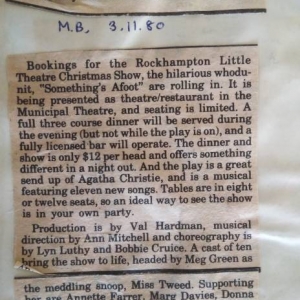 M.B, 3.11.80
Bookings for the Rockhampton Little
Theatre Christmas Show, the hilarious whodu-
nit, "Something's Afoot" are rolling in. It is
being presented as theatre/restaurant in the
Municipal Theatre, and seating is limited. A
full three course dinner will be served during
the evening (but not while the play is on), and a
fully licensed bar will operate. The dinner and
show is only $12 per head and offers something
different in a night out. And the play is a great
send up of Agatha Christie, and is a musical
featuring eleven new songs. Tables are in eight
or twelve seats, so an ideal way to see the show
is in your own party.
Production is by Val Hardman, musical
direction by Ann Mitchell and choreography is
by Lyn Luthy and Bobbie Cruice. A cast of ten
bring the show to life, headed by Meg Green as
the meddling snoop, Miss Tweed. Supporting
her are Annette Farrer, Marg Davies, Donna